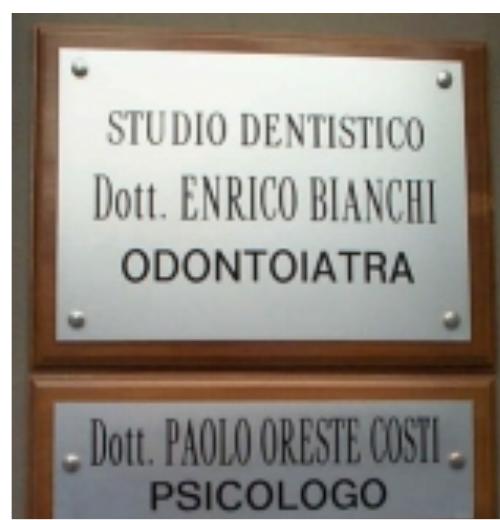 STUDIO DENTISTICO
Dott. ENRICO BIANCHI
ODONTOIATRA
Dott. PAOLO ORESTE COSTI
PSICOLOGO